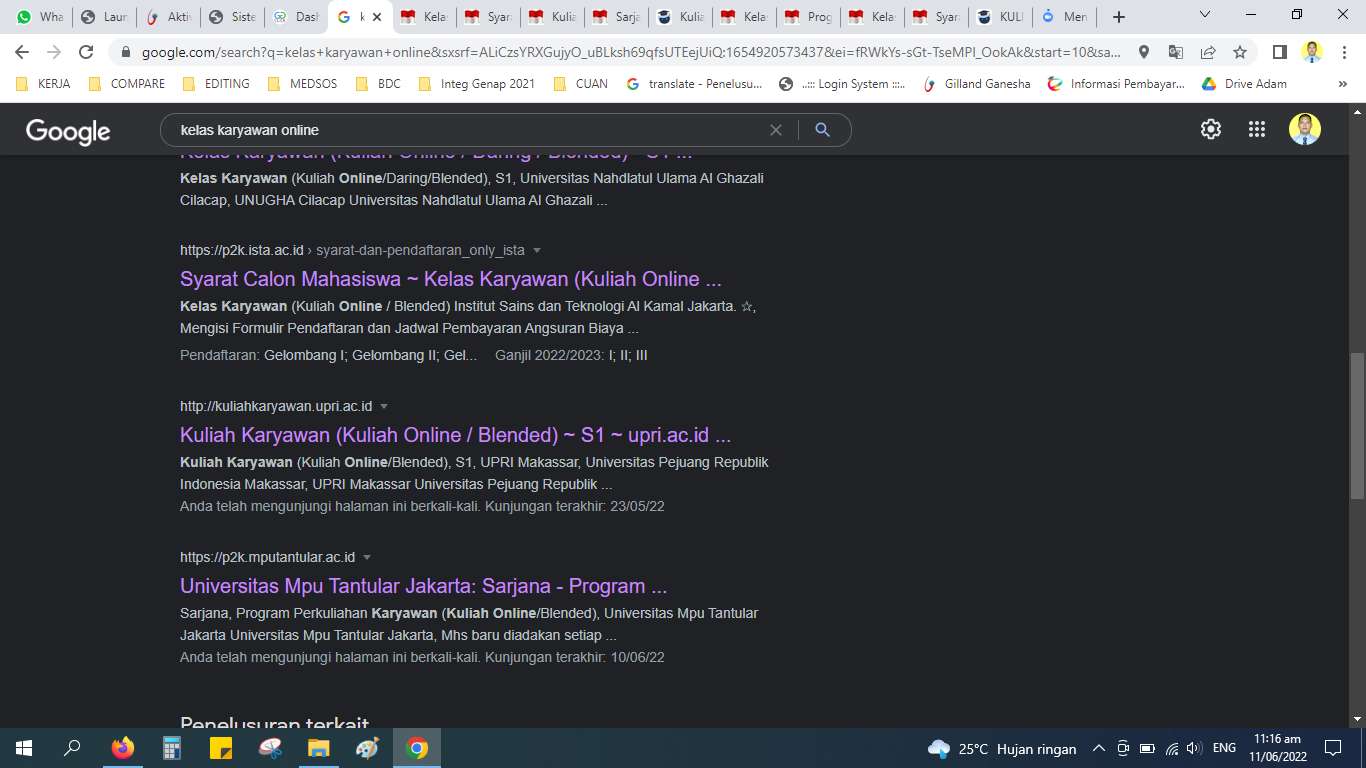 Wha
Laun
Aktiv
Siste
Dash
k
Kelas
Syara
Kulia
Sarja
Kulia
Kelas
Prog
Kelas
Syara
KULI
Men
google.com/search?q=kelas+karyawan+online&sxsrf=ALiCzsYRXGujyO_uBLksh69qfsUTEejUiQ:1654920573437&ei=fRWkYs-sGt-TseMPl_OokAk&start=10&sa...
KERJA
COMPARE
EDITING
MEDSOS
BDC
Integ Genap 2021
CUAN
translate - Penelusu...
..::: Login System :::..
Gilland Ganesha
Informasi Pembayar...
Drive Adam
Google
kelas karyawan online
Kelas Karyawan (Kuliah Online / Daring / Blended) ~ S1 ...
Kelas Karyawan (Kuliah Online/Daring/Blended), S1, Universitas Nahdlatul Ulama Al Ghazali
Cilacap, UNUGHA Cilacap Universitas Nahdlatul Ulama Al Ghazali ...
https://p2k.ista.ac.id › syarat-dan-pendaftaran_only_ista
Syarat Calon Mahasiswa ~ Kelas Karyawan (Kuliah Online ...
Kelas Karyawan (Kuliah Online / Blended) Institut Sains dan Teknologi Al Kamal Jakarta. ☆,
Mengisi Formulir Pendaftaran dan Jadwal Pembayaran Angsuran Biaya ...
Pendaftaran: Gelombang I; Gelombang II; Gel... Ganjil 2022/2023: I; II; III
http://kuliahkaryawan.upri.ac.id
Kuliah Karyawan (Kuliah Online / Blended) ~ S1 ~ upri.ac.id ...
Kuliah Karyawan (Kuliah Online/Blended), S1, UPRI Makassar, Universitas Pejuang Republik
Indonesia Makassar, UPRI Makassar Universitas Pejuang Republik ...
Anda telah mengunjungi halaman ini berkali-kali. Kunjungan terakhir: 23/05/22
https://p2k.mputantular.ac.id
Universitas Mpu Tantular Jakarta: Sarjana - Program ...
Sarjana, Program Perkuliahan Karyawan (Kuliah Online/Blended), Universitas Mpu Tantular
Jakarta Universitas Mpu Tantular Jakarta, Mhs baru diadakan setiap ...
Anda telah mengunjungi halaman ini berkali-kali. Kunjungan terakhir: 10/06/22
Penelusuran terkait
25°C Hujan ringan
ENG
11:16 am
11/06/2022